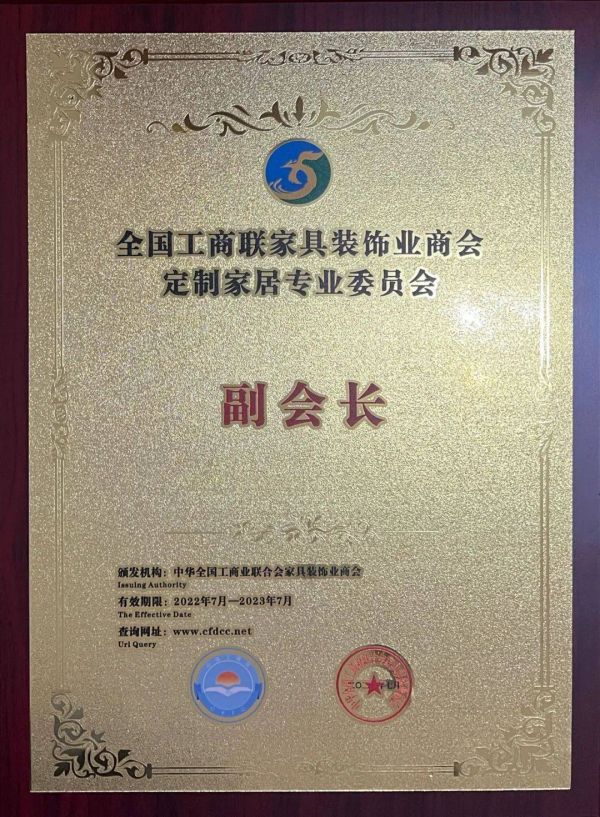 全国工商联家具装饰业商会
定制家居专业委员会
副会长
颁发机构：中华全国工商业联合会家具装饰业商会
Issuing Authority
有效期限：2022年7月—2023年7月
The Effective Date
查询网址：www.cfdcc.net
Url Query